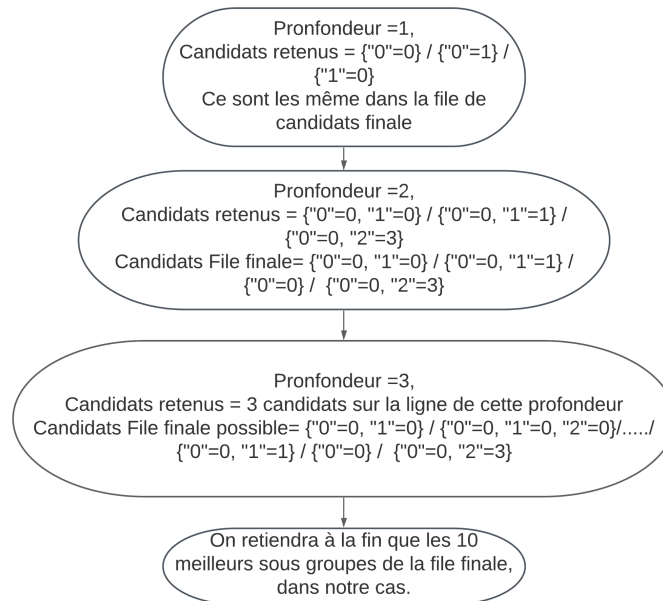 Pronfondeur =1,
Candidats retenus = {"0"=0} / {"0"=1} /
{"1"=0}
Ce sont les même dans la file de
candidats finale
Pronfondeur =2,
Candidats retenus = {"0"=0, "1"=0} / {"0"=0, "1"=1} /
{"0"=0, "2"=3}
Candidats File finale= {"0"=0, "1"=0} / {"0"=0, "1"=1} /
{"0"=0} /  {"0"=0, "2"=3}
Pronfondeur =3,
Candidats retenus = 3 candidats sur la ligne de cette profondeur
Candidats File finale possible= {"0"=0, "1"=0} / {"0"=0, "1"=0, "2"=0}/...../
{"0"=0, "1"=1} / {"0"=0} /  {"0"=0, "2"=3}
On retiendra à la fin que les 10
meilleurs sous groupes de la file finale,
dans notre cas.